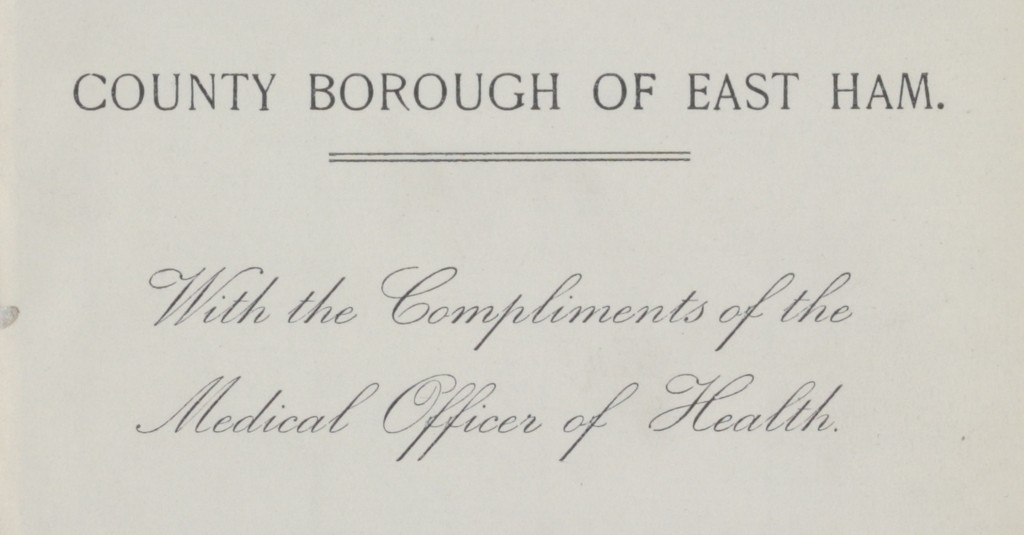 COUNTY BOROUGH OF EAST HAM.
With the Compliments of the
Medical Officer of Health.